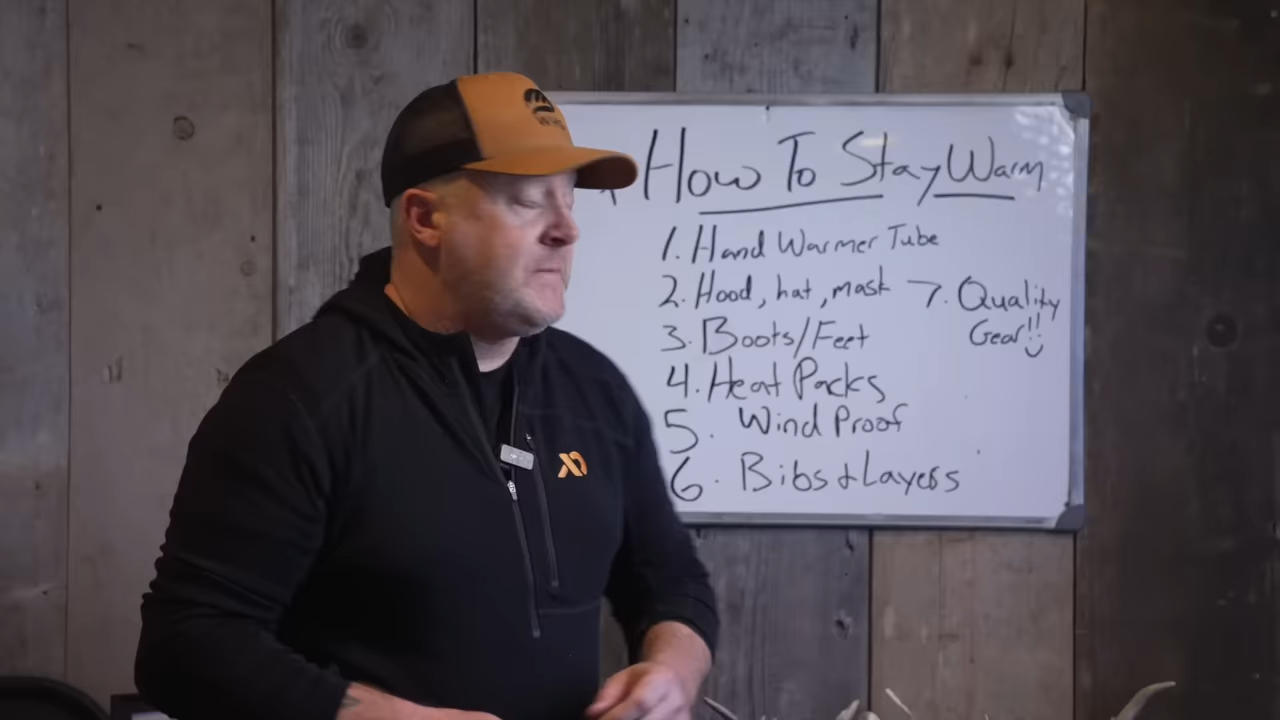 How To Stay Warm
1. Hand Warmer Tube
2. Hood, hat, mask
3. Boots/Feet
4. Heat Packs
5. Wind Proof
6. Bibs & Layers
7. Quality
Gear!!